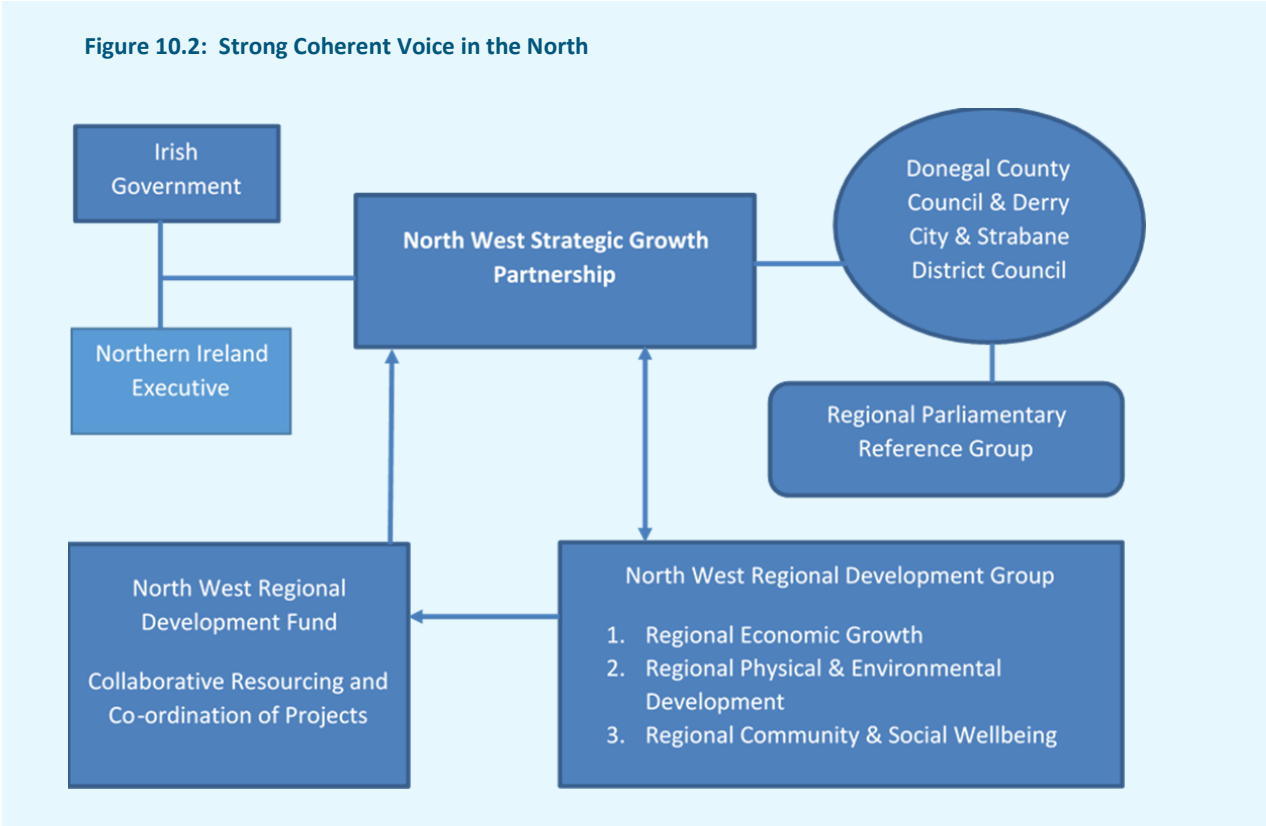 Figure 10.2:  Strong Coherent Voice in the North
Irish
Government
North West Strategic Growth
Partnership
Donegal County
Council & Derry
City & Strabane
District Council
Northern Ireland
Executive
Regional Parliamentary
Reference Group
North West Regional
Development Fund
Collaborative Resourcing and
Co-ordination of Projects
North West Regional Development Group
1. Regional Economic Growth
2. Regional Physical & Environmental
Development
3. Regional Community & Social Wellbeing